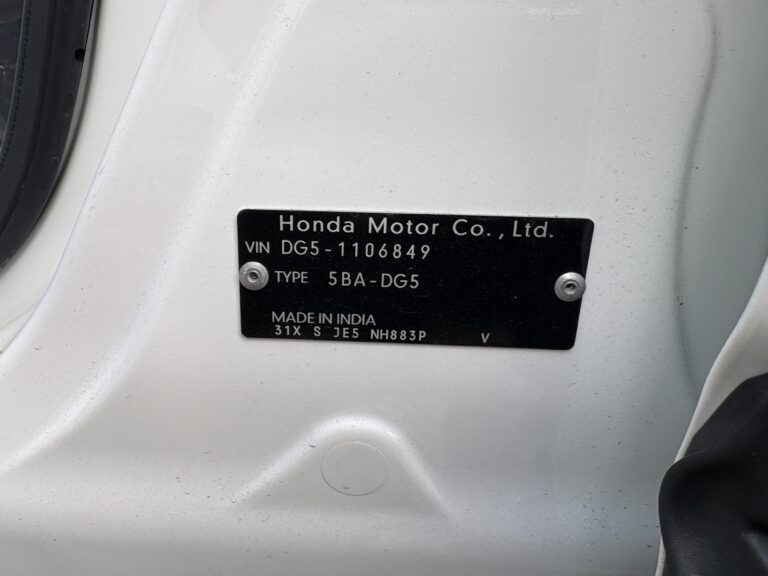 Honda Motor Co., Ltd.
VIN DG5-1106849
TYPE 5BA-DG5
MADE IN INDIA
31X S JE5 NH883P V